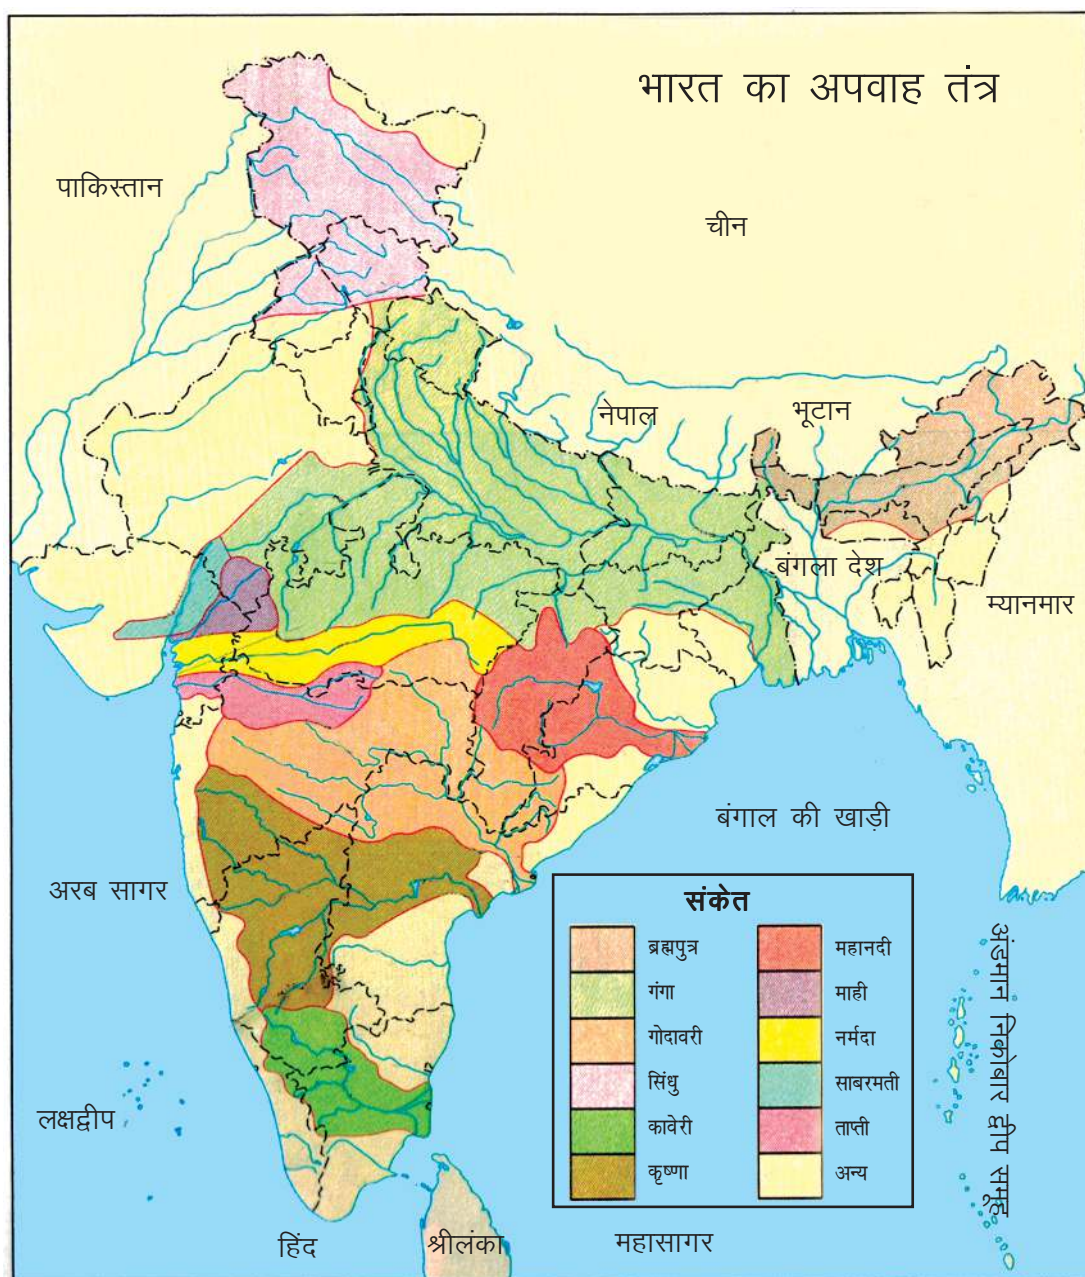 भारत का अपवाह तंत्र
पाकिस्तान
चीन
नेपाल
भूटान
बंगला देश
म्यानमार
बंगाल की खाड़ी
अरब सागर
संकेत
ब्रह्मपुत्र
गंगा
गोदावरी
सिंधु
कावेरी
कृष्णा
महानदी
माही
नर्मदा
साबरमती
ताप्ती
अन्य
अंडमान निकोबार द्वीप समूह
लक्षद्वीप
हिंद
श्रीलंका
महासागर